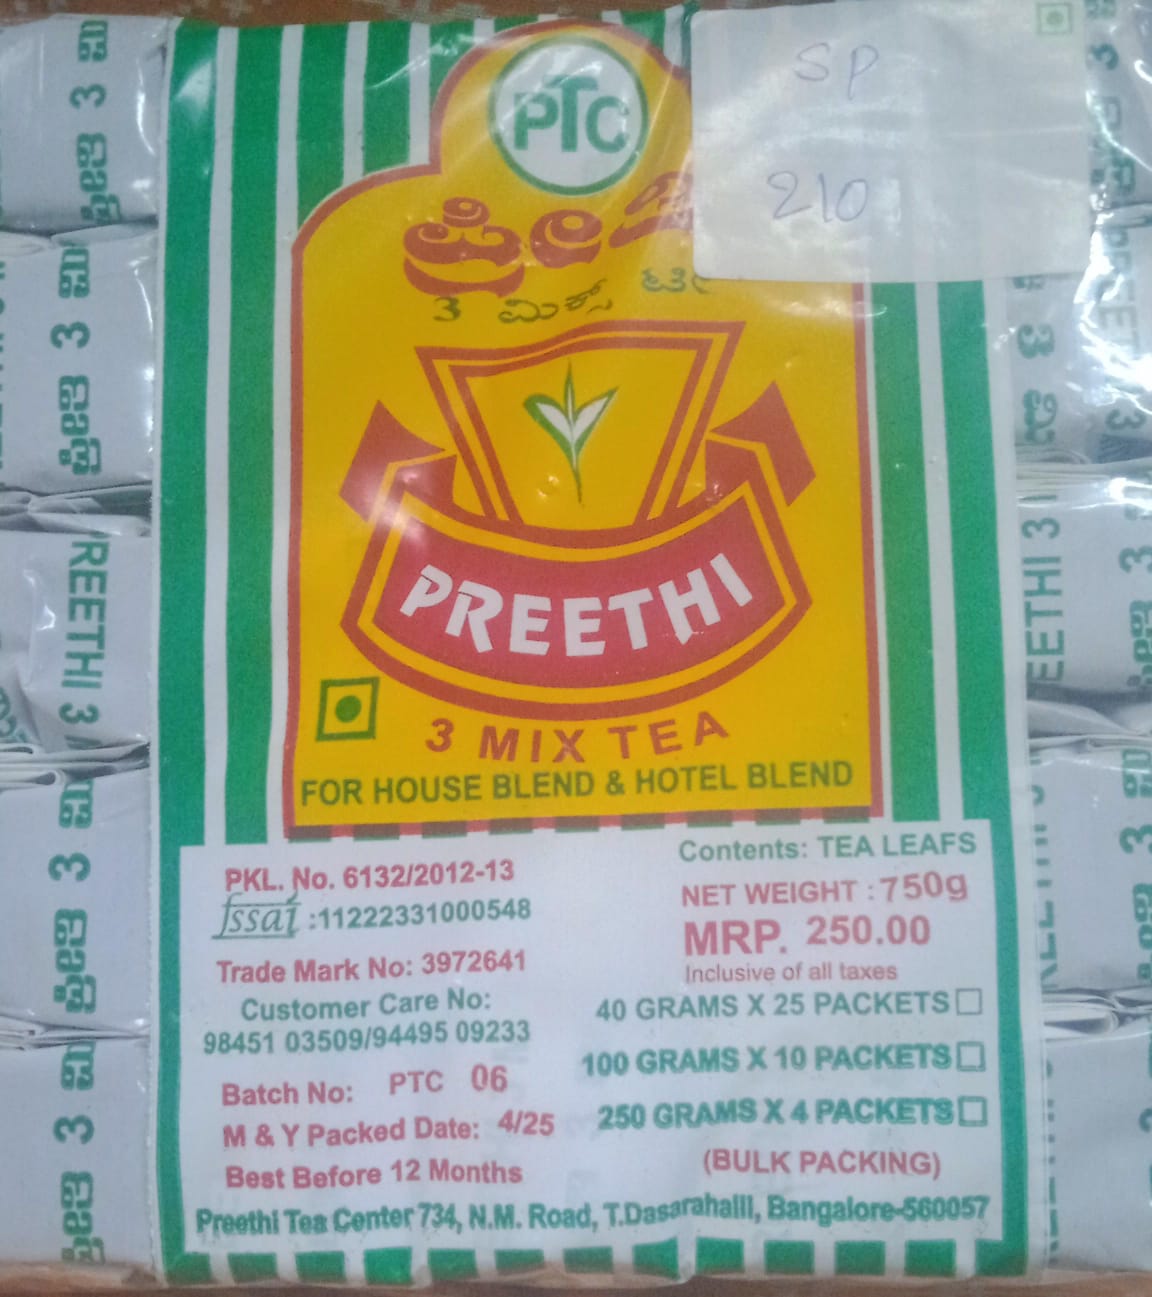 PTC
SP
210
3 ಮಿಕ್ಸ್ ಟೀ
PREETHI
3 MIX TEA
FOR HOUSE BLEND & HOTEL BLEND
Contents: TEA LEAFS
PKL. No. 6132/2012-13
NET WEIGHT : 750g
fssai :11222331000548
MRP. 250.00
Inclusive of all taxes
Trade Mark No: 3972641
Customer Care No:
98451 03509/94495 09233
40 GRAMS X 25 PACKETS
100 GRAMS X 10 PACKETS
Batch No: PTC 06
250 GRAMS X 4 PACKETS
M & Y Packed Date: 4/25
(BULK PACKING)
Best Before 12 Months
Preethi Tea Center 734, N.M. Road, T.Dasarahalli, Bangalore-560057
PREETHI 3
EETHI 3